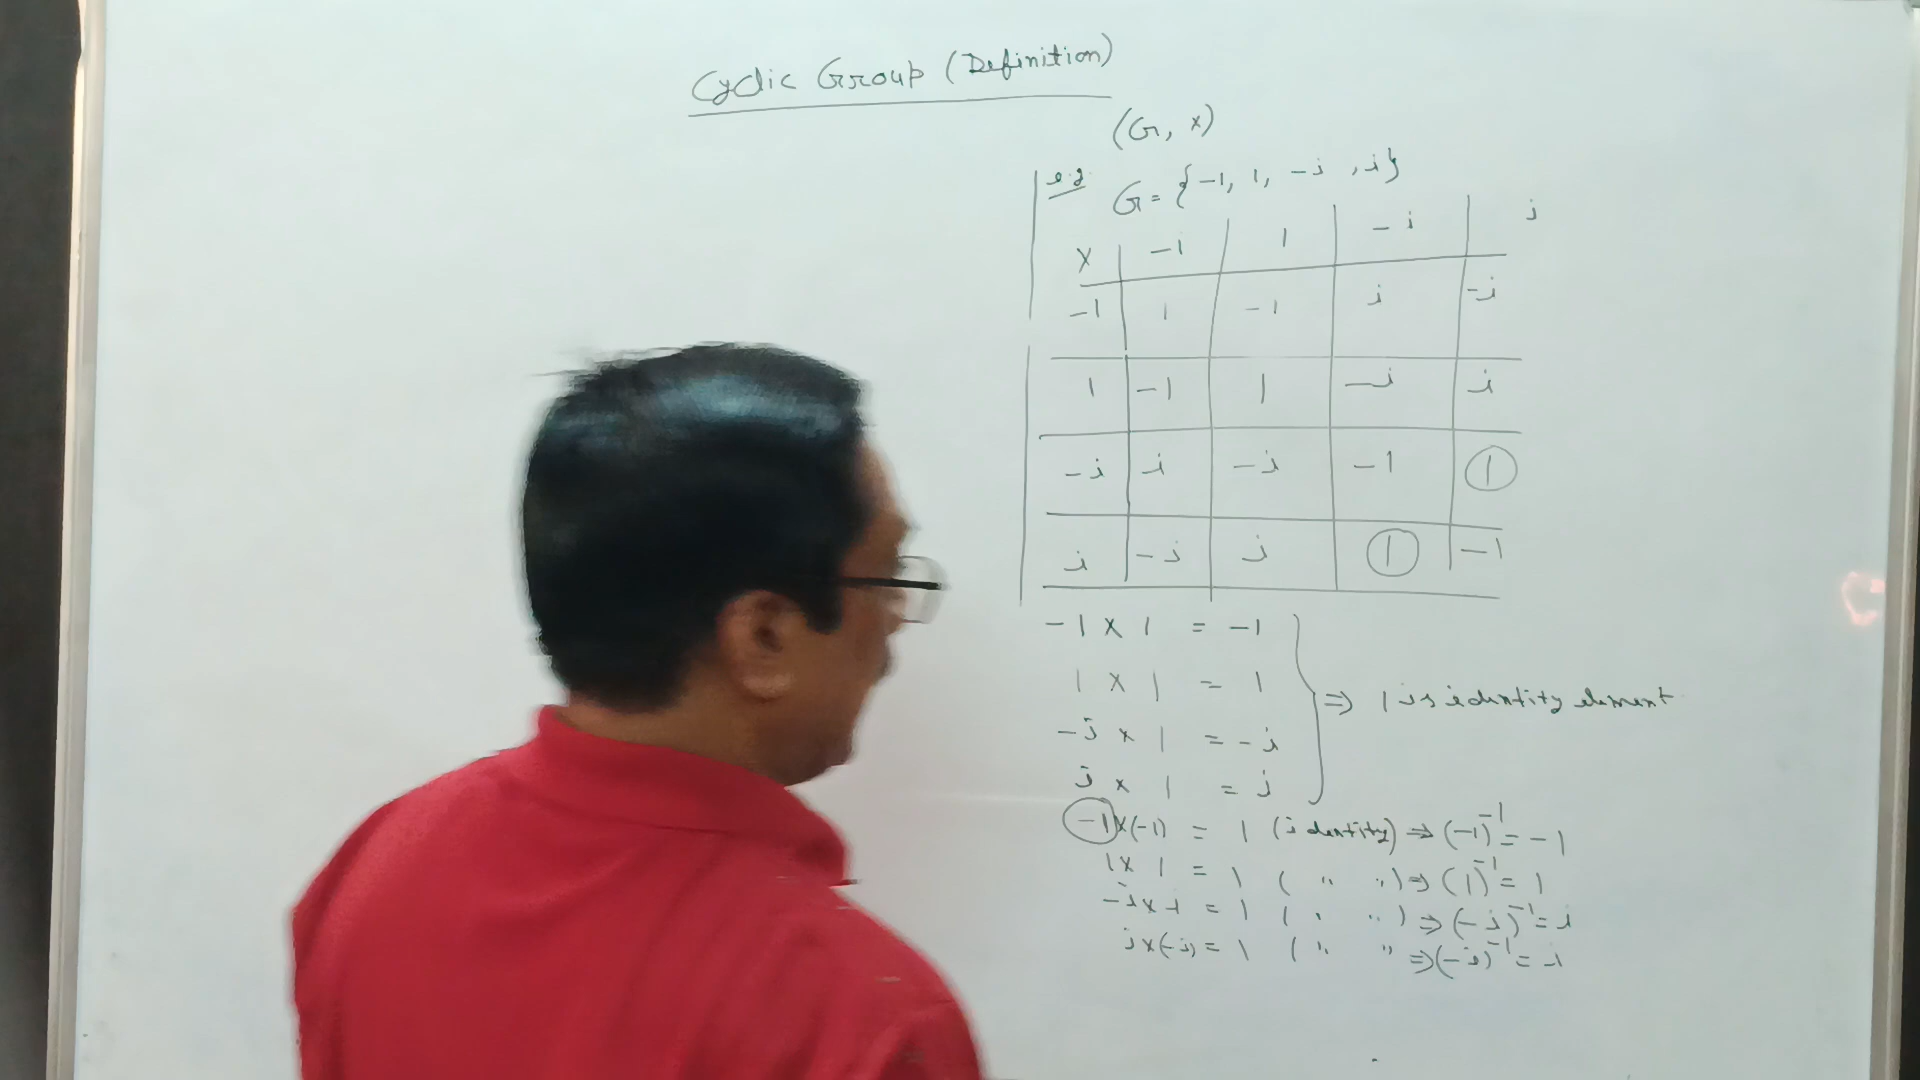 Cyclic Group (Definition)
(G, x)
e.g. G = {-1, 1, -i, i}
x -1 1 -i i
-1 1 -1 i -i
1 -1 1 -i i
-i i -i -1 1
i -i i 1 -1
-1 x 1 = -1
1 x 1 = 1
-i x 1 = -i
i x 1 = i
⇒ 1 is identity element
-1 x (-1) = 1 (identity) ⇒ (-1)⁻¹ = -1
1 x 1 = 1 ( " " ) ⇒ (1)⁻¹ = 1
-i x i = 1 ( " " ) ⇒ (-i)⁻¹ = i
i x (-i) = 1 ( " " ⇒ (-i)⁻¹ = i